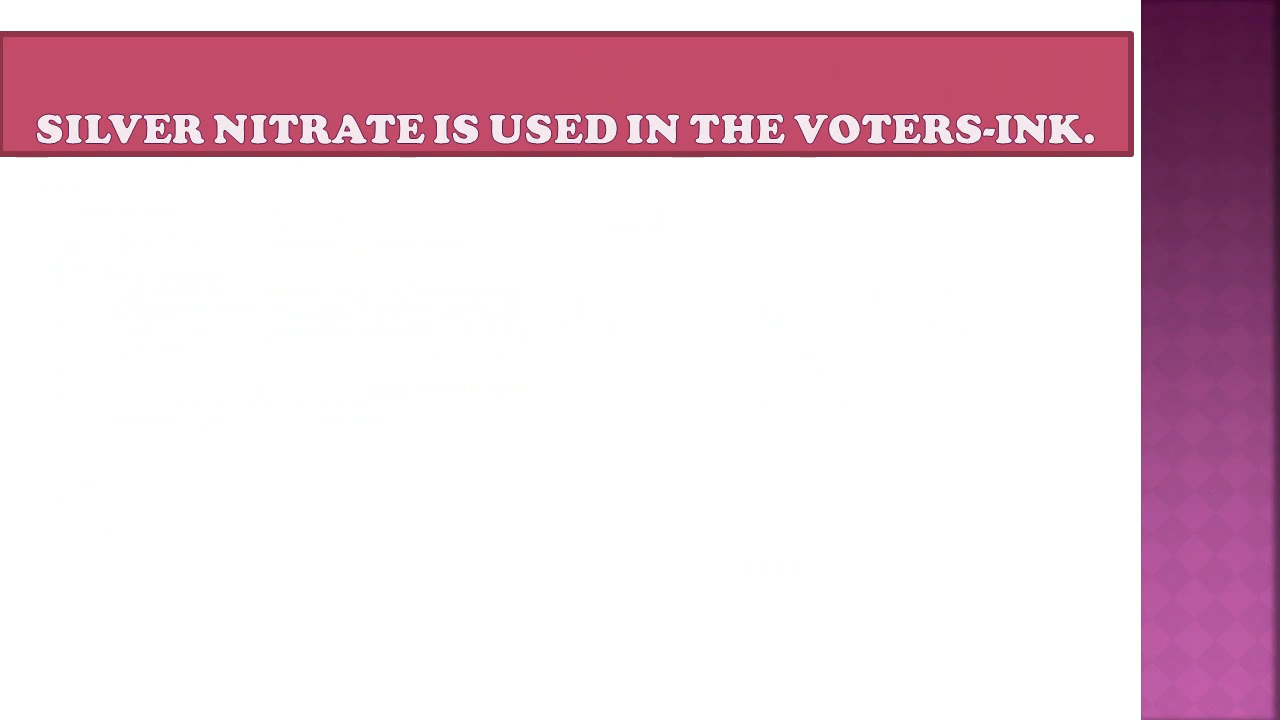 SILVER NITRATE IS USED IN THE VOTERS-INK.